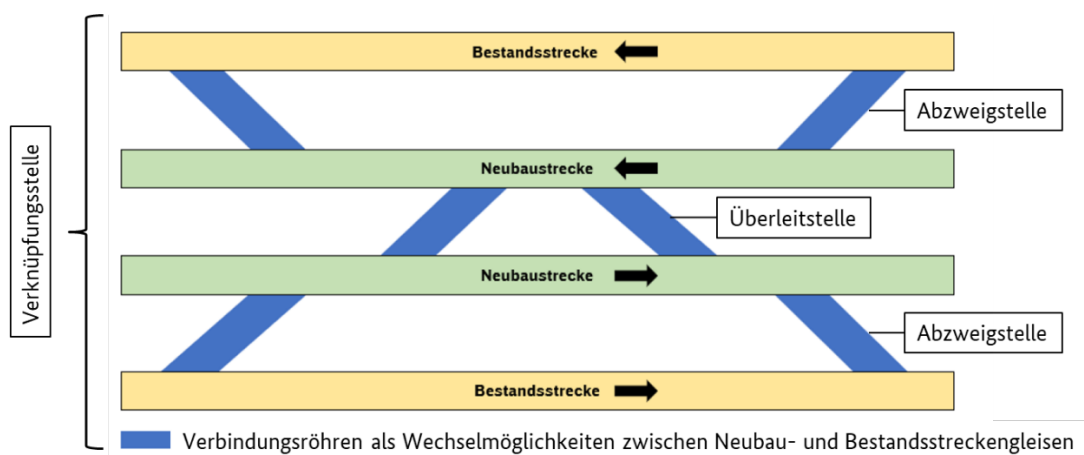 Bestandsstrecke
Abzweigstelle
Neubaustrecke
Verknüpfungsstelle
Überleitstelle
Neubaustrecke
Abzweigstelle
Bestandsstrecke
Verbindungsröhren als Wechselmöglichkeiten zwischen Neubau- und Bestandsstreckengleisen